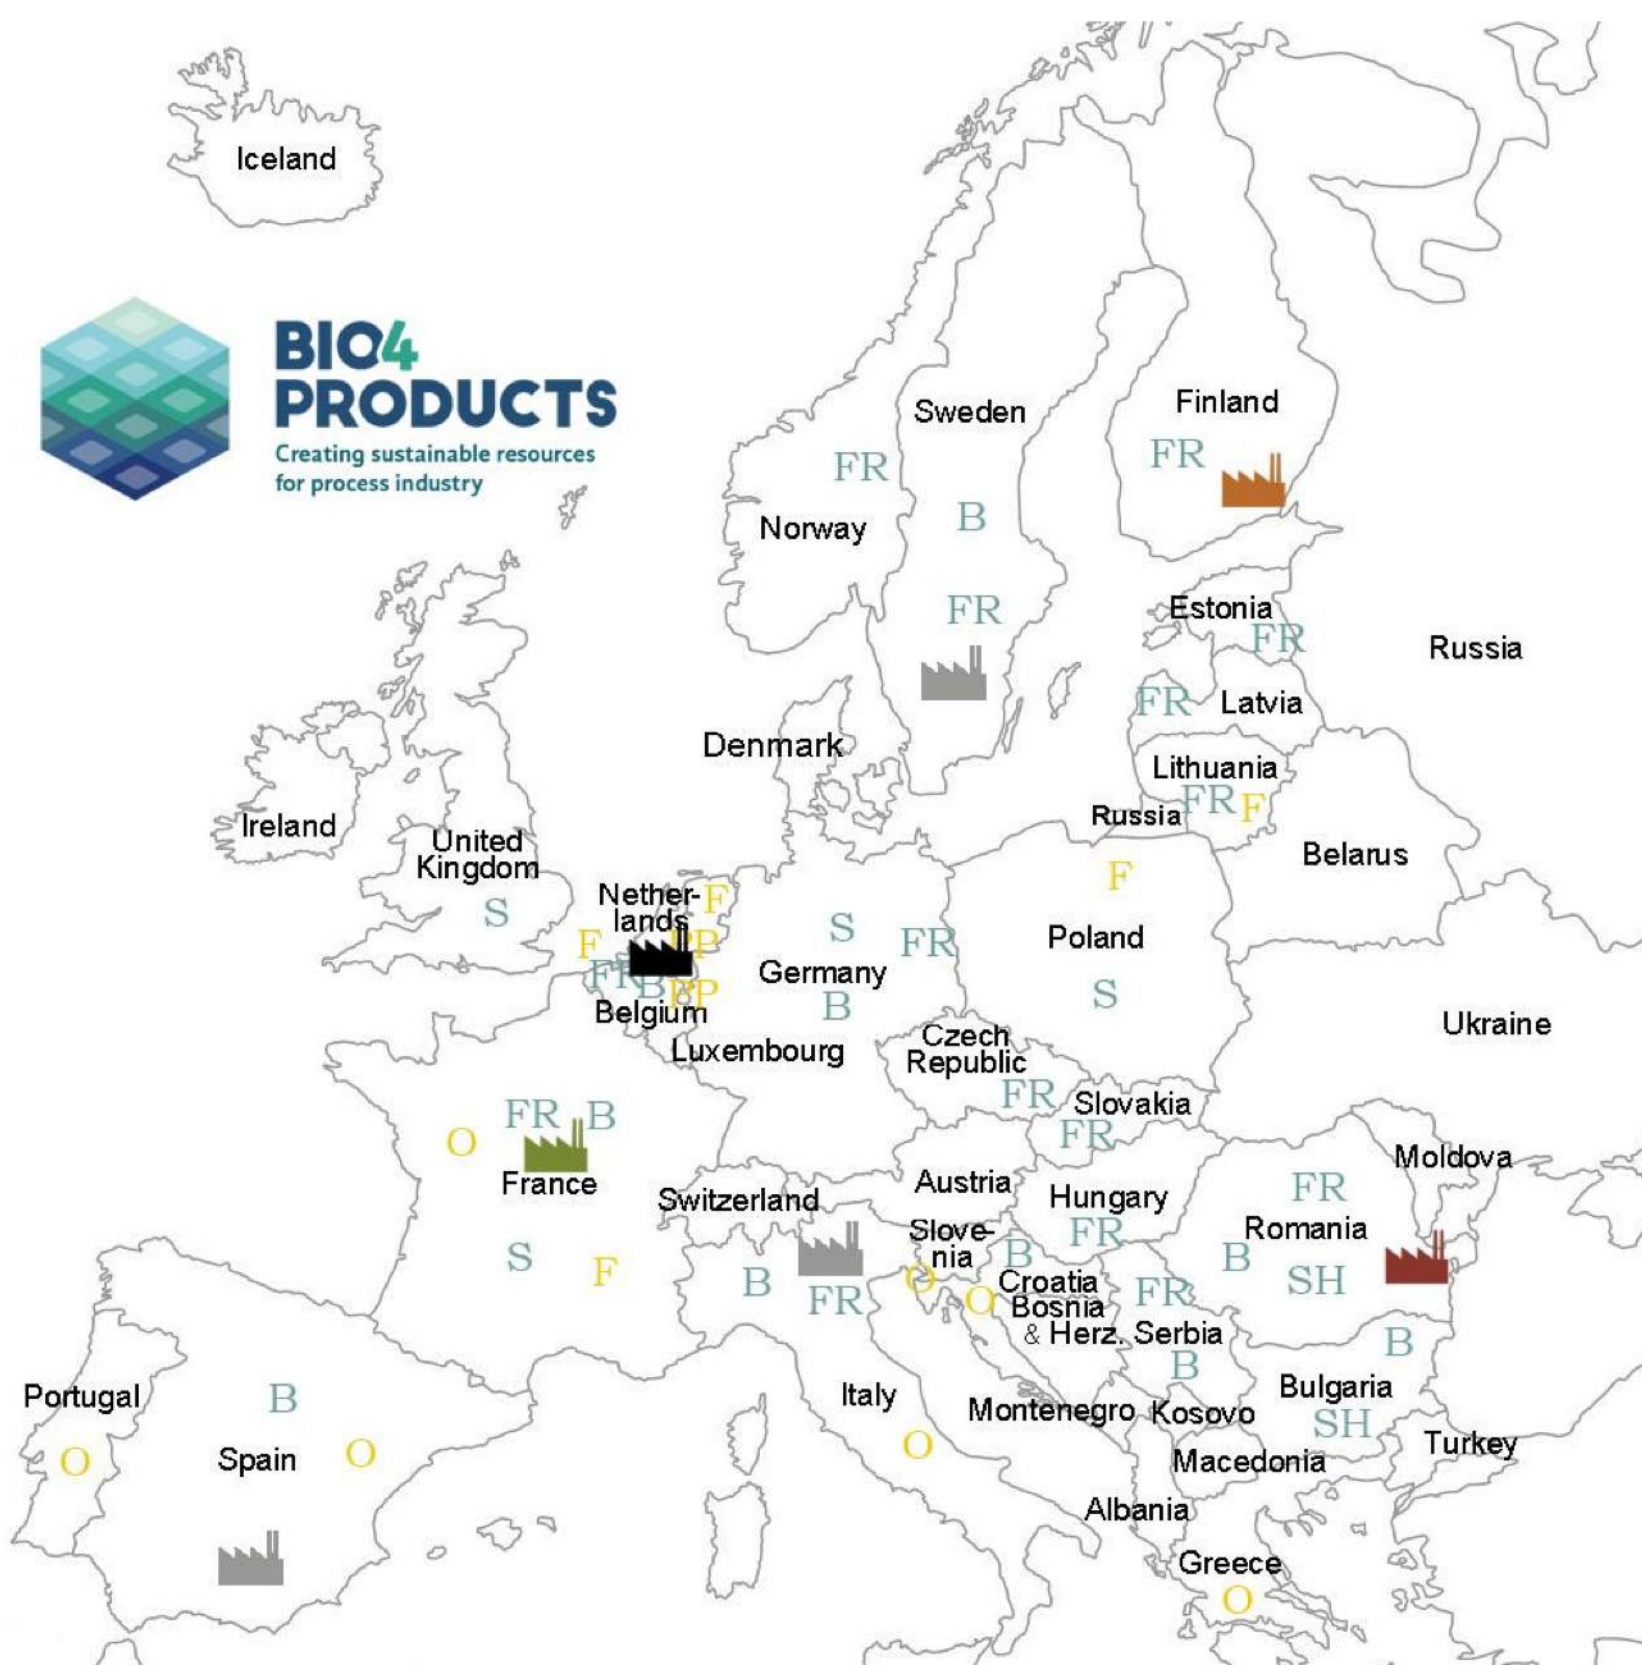 Iceland
BIO4
PRODUCTS
Creating sustainable resources
for process industry
Sweden
Finland
FR
FR
B
Norway
FR
Estonia
FR
Russia
FR
Latvia
Denmark
Lithuania
FR F
Russia
Ireland
United
Kingdom
Belarus
S
F
Nether-
lands
F
F
PP
S
FR
Poland
FR
B
PP
Germany
S
B
Belgium
Luxembourg
Ukraine
Czech
Republic
FR
Slovakia
FR
FR B
O
France
Switzerland
Austria
Hungary
Moldova
FR
Romania
FR
Slove-
nia
B
B
SH
S
F
B
FR
O
O
Croatia
Bosnia
& Herz.
FR
Serbia
B
B
Bulgaria
SH
Portugal
B
Italy
Montenegro
Kosovo
O
Spain
O
O
Macedonia
Turkey
Albania
Greece
O